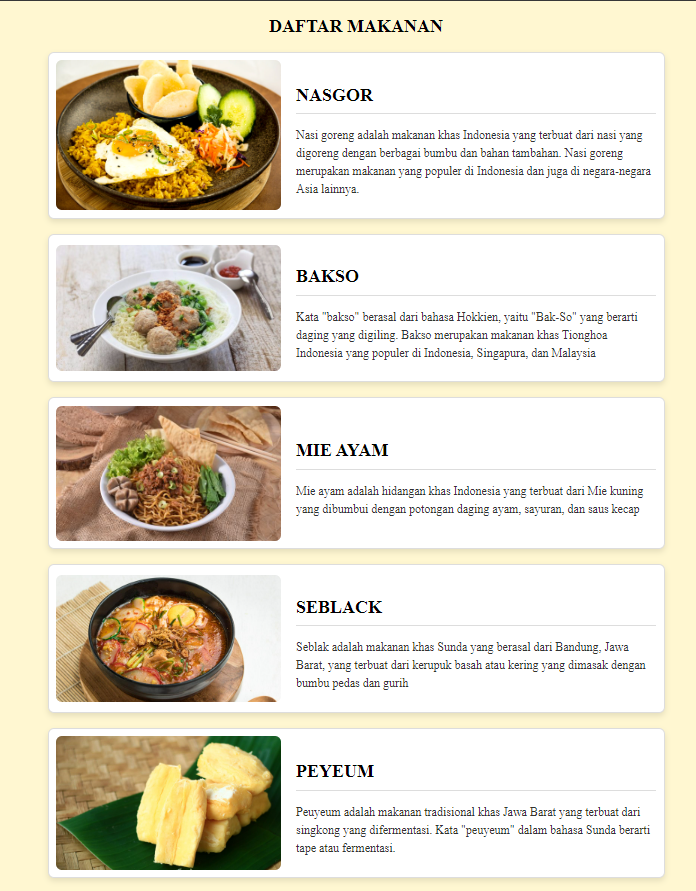 DAFTAR MAKANAN
NASGOR
Nasi goreng adalah makanan khas Indonesia yang terbuat dari nasi yang
digoreng dengan berbagai bumbu dan bahan tambahan. Nasi goreng
merupakan makanan yang populer di Indonesia dan juga di negara-negara
Asia lainnya.
BAKSO
Kata "bakso" berasal dari bahasa Hokkien, yaitu "Bak-So" yang berarti
daging yang digiling. Bakso merupakan makanan khas Tionghoa
Indonesia yang populer di Indonesia, Singapura, dan Malaysia
MIE AYAM
Mie ayam adalah hidangan khas Indonesia yang terbuat dari Mie kuning
yang dibumbui dengan potongan daging ayam, sayuran, dan saus kecap
SEBLACK
Seblak adalah makanan khas Sunda yang berasal dari Bandung, Jawa
Barat, yang terbuat dari kerupuk basah atau kering yang dimasak dengan
bumbu pedas dan gurih
PEYEUM
Peuyeum adalah makanan tradisional khas Jawa Barat yang terbuat dari
singkong yang difermentasi. Kata "peuyeum" dalam bahasa Sunda berarti
tape atau fermentasi.